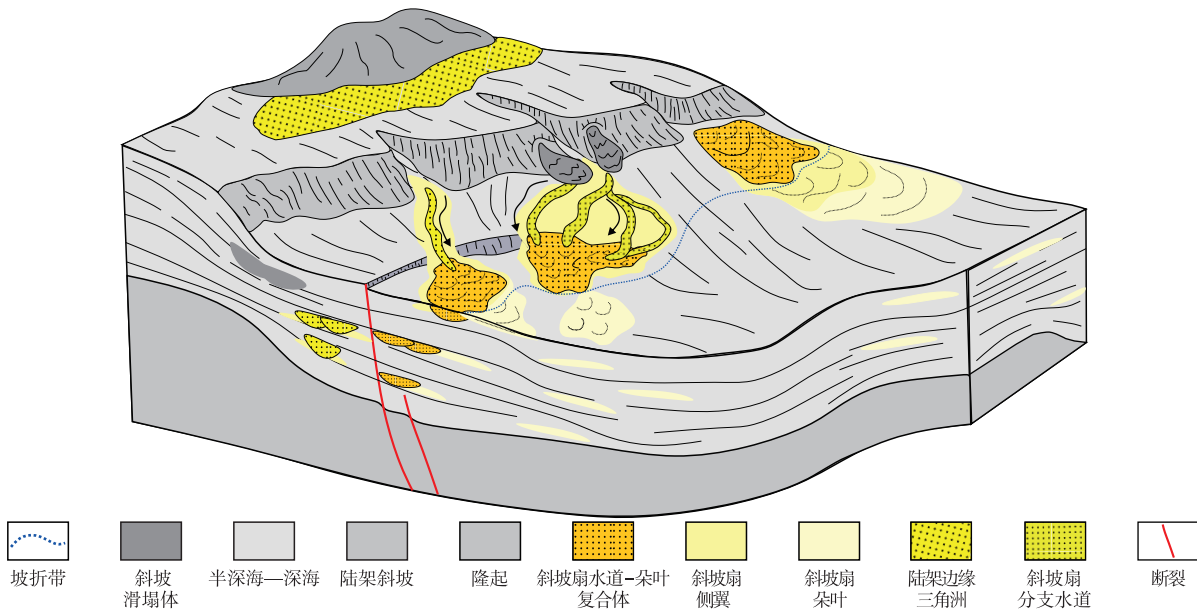 坡折带
斜坡
滑塌体
半深海—深海
陆架斜坡
隆起
斜坡扇水道-朵叶
复合体
斜坡扇
侧翼
斜坡扇
朵叶
陆架边缘
三角洲
斜坡扇
分支水道
断裂